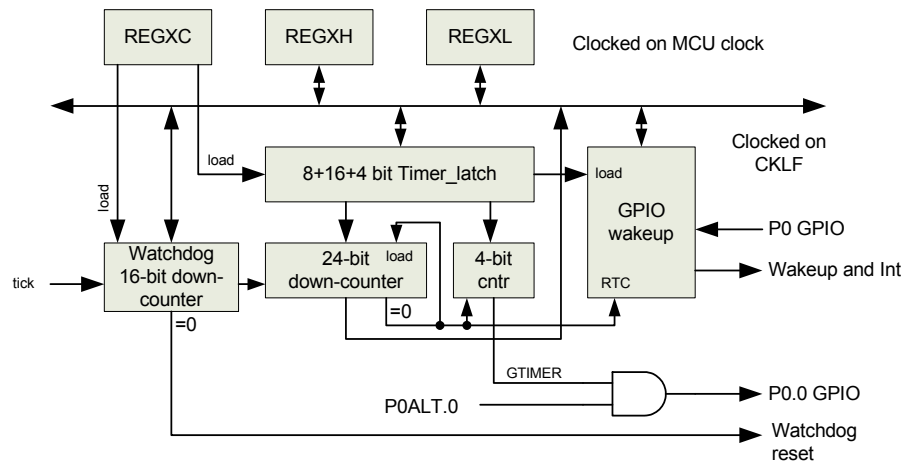 REGXC
REGXH
REGXL
Clocked on MCU clock
Clocked on
CKLF
load
load
8+16+4 bit Timer_latch
load
GPIO
wakeup
P0 GPIO
Wakeup and Int
RTC
tick
Watchdog
16-bit down-
counter
=0
24-bit
down-counter
load
=0
4-bit
cntr
GTIMER
P0ALT.0
P0.0 GPIO
Watchdog
reset